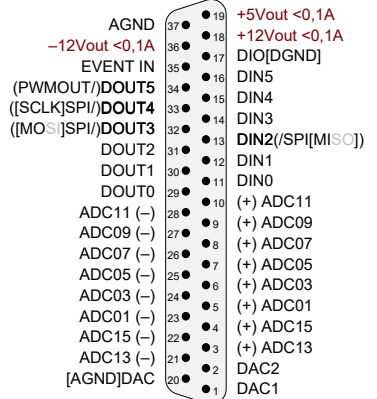 AGND 37 19 +5Vout <0,1A
–12Vout <0,1A 36 18 +12Vout <0,1A
EVENT IN 35 17 DIO[DGND]
(PWMOUT/)DOUT5 34 16 DIN5
([SCLK]SPI/)DOUT4 33 15 DIN4
([MOSI]SPI/)DOUT3 32 14 DIN3
DOUT2 31 13 DIN2(/SPI[MISO])
DOUT1 30 12 DIN1
DOUT0 29 11 DIN0
ADC11 (–) 28 10 (+) ADC11
ADC09 (–) 27 9 (+) ADC09
ADC07 (–) 26 8 (+) ADC07
ADC05 (–) 25 7 (+) ADC05
ADC03 (–) 24 6 (+) ADC03
ADC01 (–) 23 5 (+) ADC01
ADC15 (–) 22 4 (+) ADC15
ADC13 (–) 21 3 (+) ADC13
[AGND]DAC 20 2 DAC2
1 DAC1